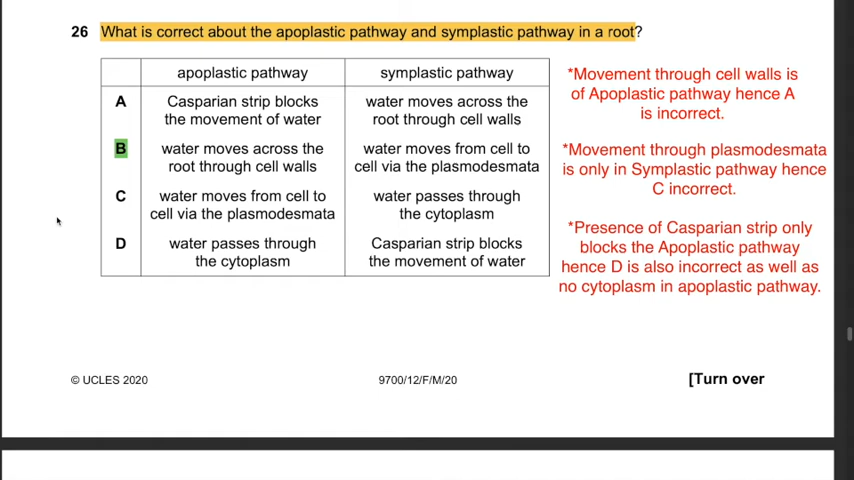 26 What is correct about the apoplastic pathway and symplastic pathway in a root?
apoplastic pathway
symplastic pathway
A
Casparian strip blocks
the movement of water
water moves across the
root through cell walls
B
water moves across the
root through cell walls
water moves from cell to
cell via the plasmodesmata
C
water moves from cell to
cell via the plasmodesmata
water passes through
the cytoplasm
D
water passes through
the cytoplasm
Casparian strip blocks
the movement of water
*Movement through cell walls is
of Apoplastic pathway hence A
is incorrect.
*Movement through plasmodesmata
is only in Symplastic pathway hence
C incorrect.
*Presence of Casparian strip only
blocks the Apoplastic pathway
hence D is also incorrect as well as
no cytoplasm in apoplastic pathway.
© UCLES 2020
9700/12/F/M/20
[Turn over